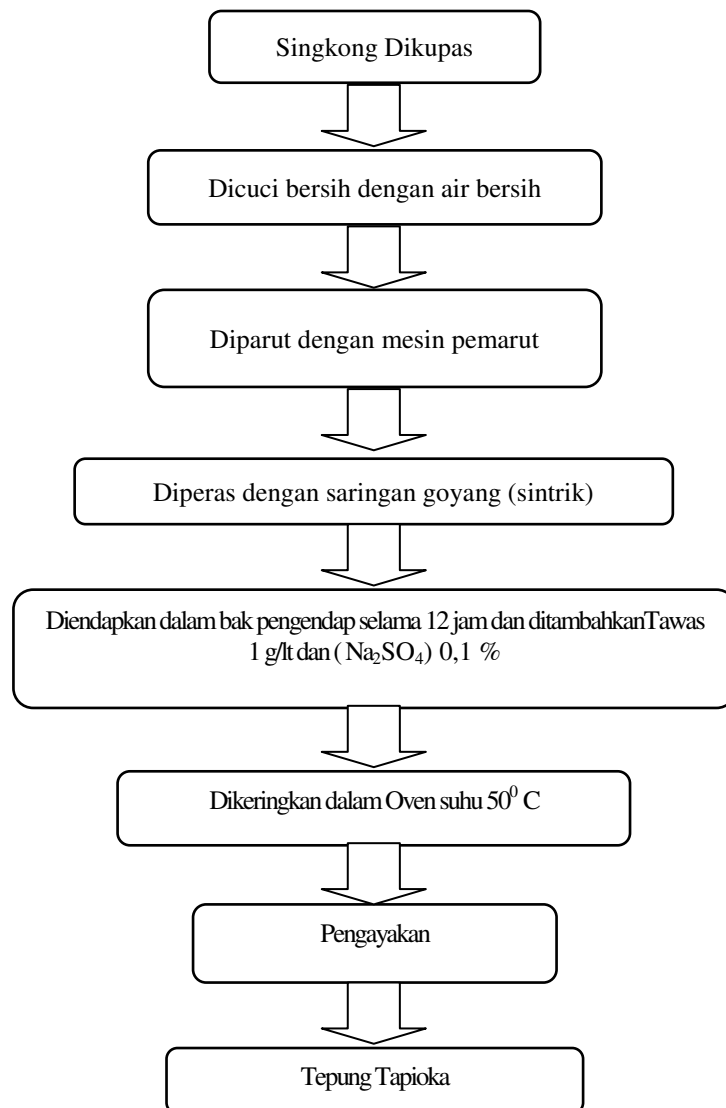 Singkong Dikupas
Dicuci bersih dengan air bersih
Diparut dengan mesin pemarut
Diperas dengan saringan goyang (sintrik)
Diendapkan dalam bak pengendap selama 12 jam dan ditambahkanTawas
1 g/lt dan ( Na₂SO₄) 0,1 %
Dikeringkan dalam Oven suhu 50⁰ C
Pengayakan
Tepung Tapioka